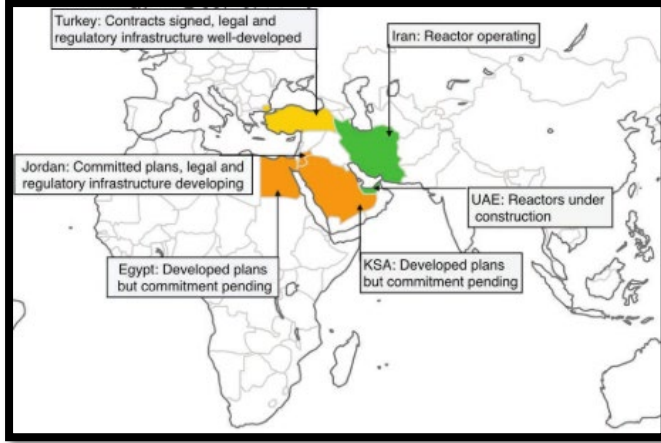 Turkey: Contracts signed, legal and
regulatory infrastructure well-developed
Iran: Reactor operating
Jordan: Committed plans, legal and
regulatory infrastructure developing
UAE: Reactors under
construction
Egypt: Developed plans
but commitment pending
KSA: Developed plans
but commitment pending